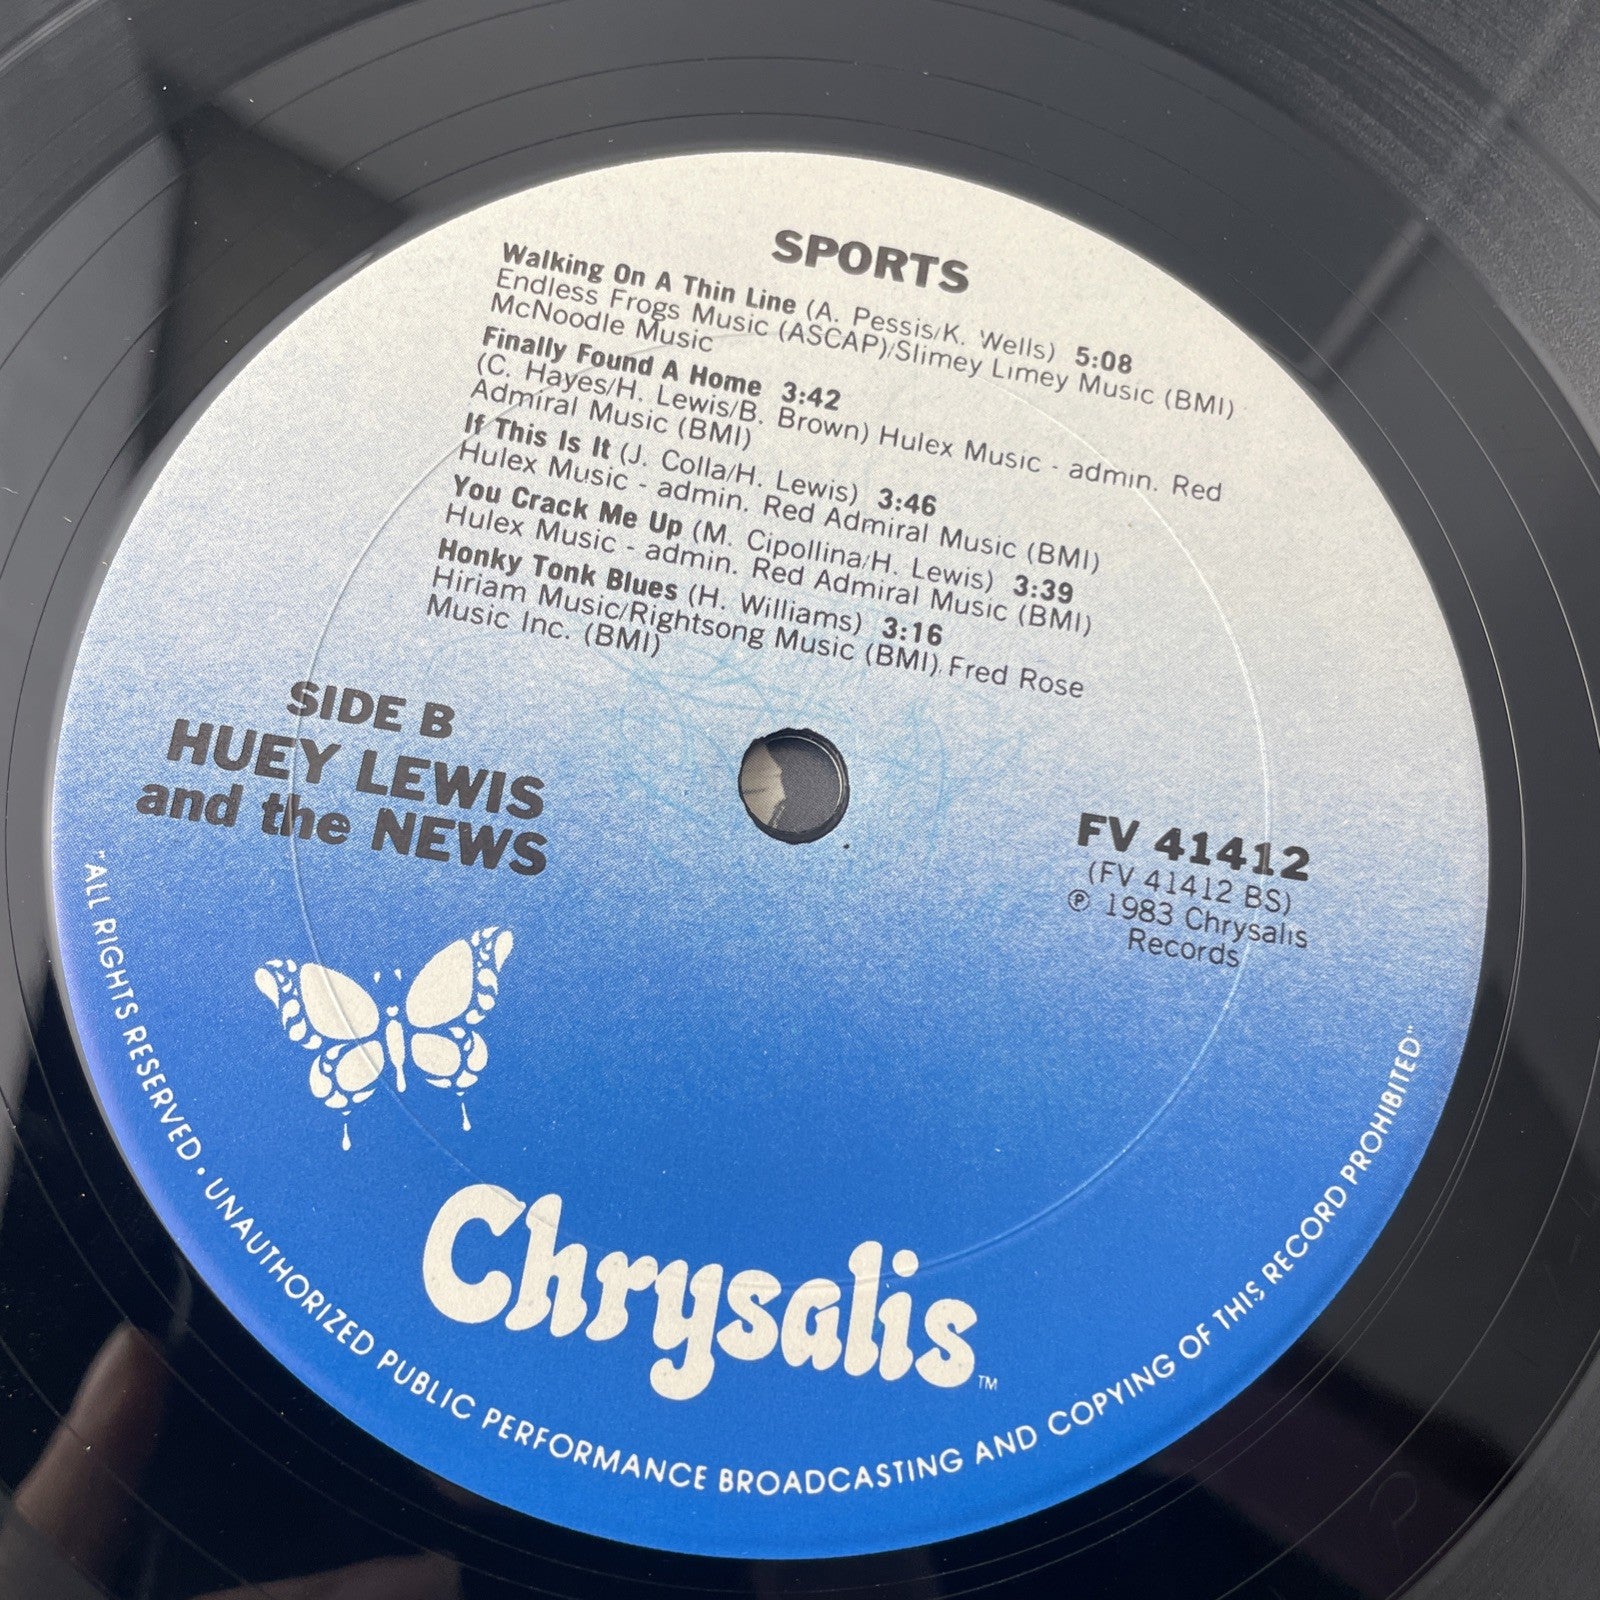 SPORTS
Walking On A Thin Line (A. Pessis/K. Wells) 5:08
Endless Frogs Music (ASCAP)/Slimey Limey Music (BMI)
McNoodle Music
Finally Found A Home 3:42
(C. Hayes/H. Lewis/B. Brown) Hulex Music - admin. Red
Admiral Music (BMI)
If This Is It (J. Colla/H. Lewis) 3:46
Hulex Music - admin. Red Admiral Music (BMI)
You Crack Me Up (M. Cipollina/H. Lewis) 3:39
Hulex Music - admin. Red Admiral Music (BMI)
Honky Tonk Blues (H. Williams) 3:16
Hiriam Music/Rightsong Music (BMI), Fred Rose
Music Inc. (BMI)
SIDE B
HUEY LEWIS
and the NEWS
FV 41412
(FV 41412 BS)
℗ 1983 Chrysalis
Records
Chrysalis™
"ALL RIGHTS RESERVED • UNAUTHORIZED PUBLIC PERFORMANCE BROADCASTING AND COPYING OF THIS RECORD PROHIBITED"